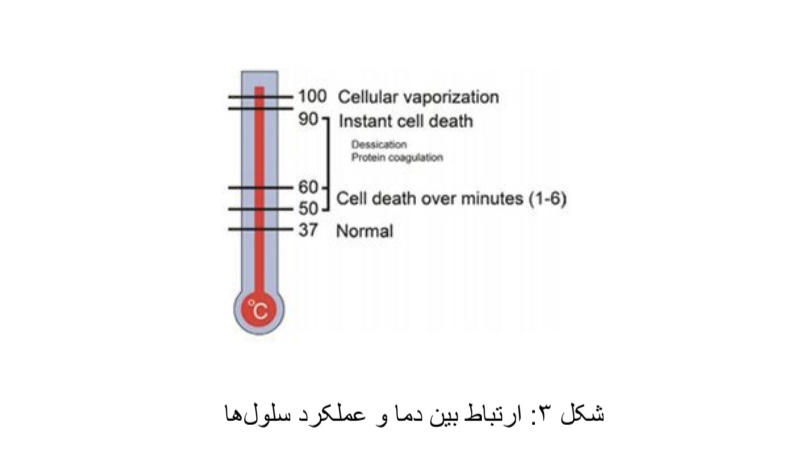 100 Cellular vaporization
90 Instant cell death
Dessication
Protein coagulation
60
Cell death over minutes (1-6)
50
37 Normal
°C
شکل ۳: ارتباط بین دما و عملکرد سلول‌ها